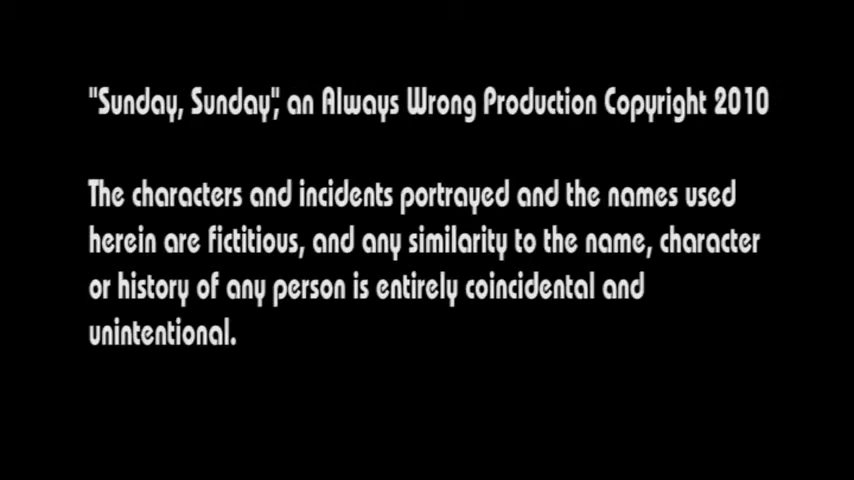 "Sunday, Sunday", an Always Wrong Production Copyright 2010
The characters and incidents portrayed and the names used
herein are fictitious, and any similarity to the name, character
or history of any person is entirely coincidental and
unintentional.